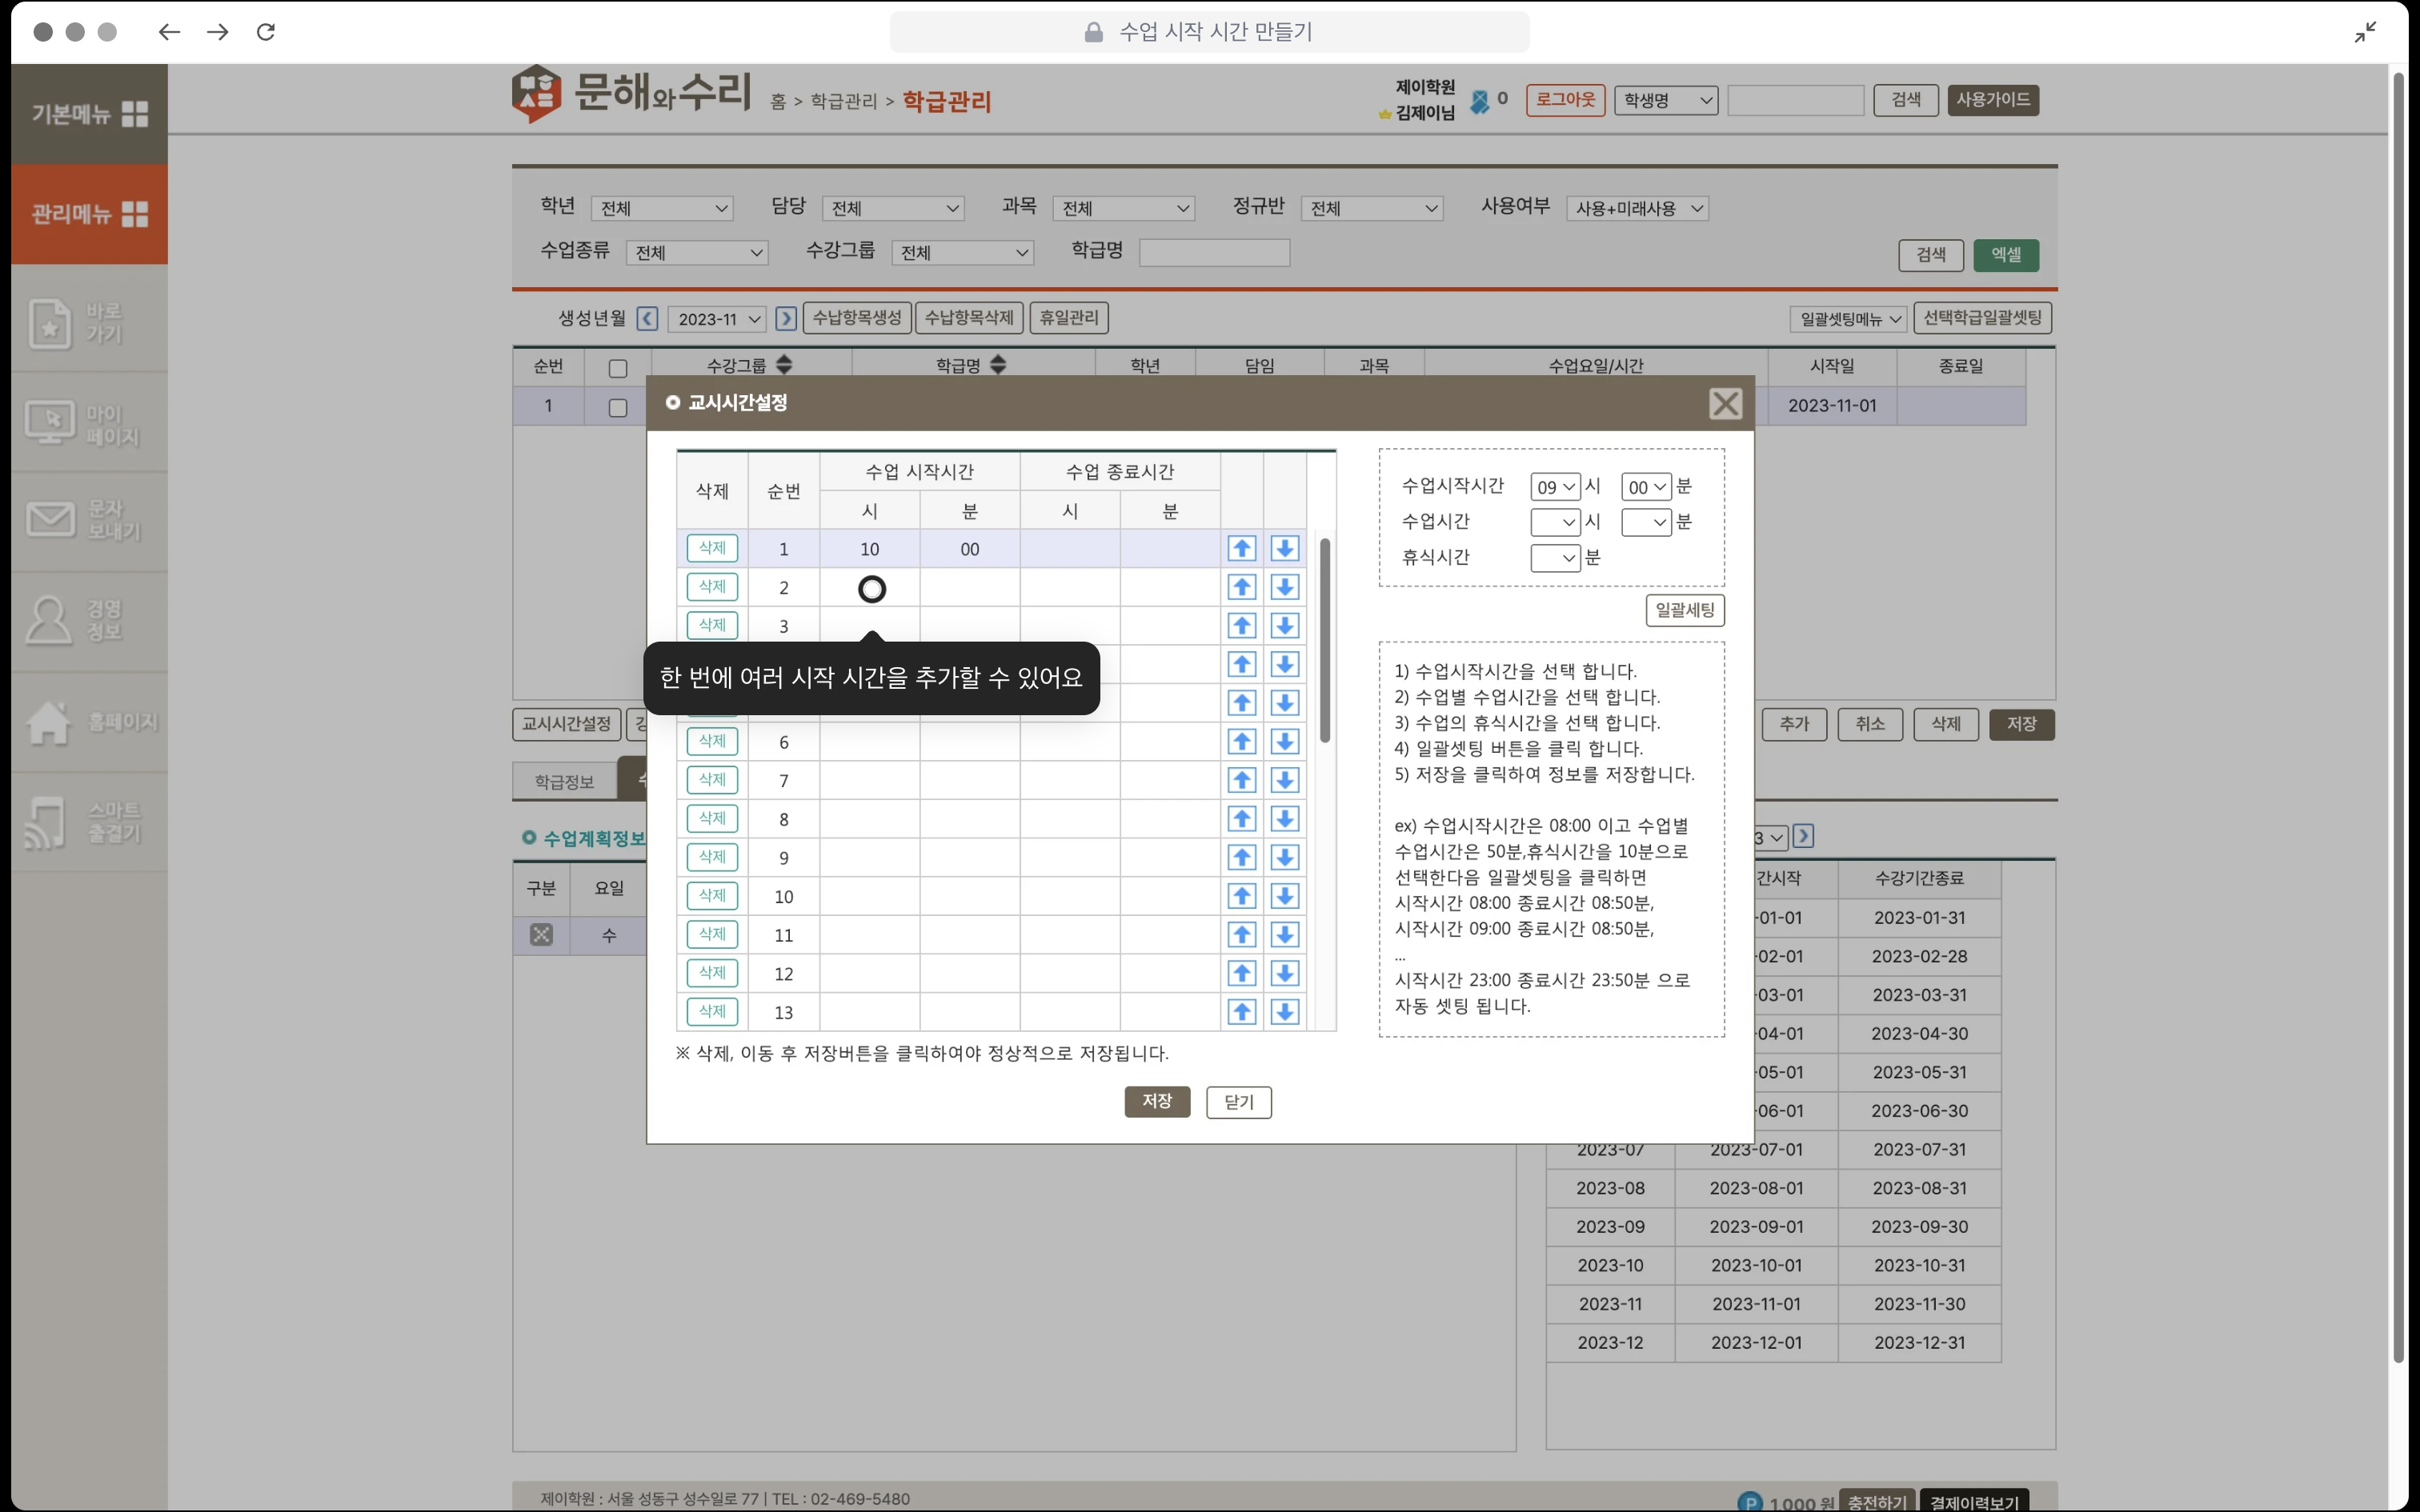 수업 시작 시간 만들기
기본메뉴
관리메뉴
바로
가기
마이
페이지
문자
보내기
경영
정보
홈페이지
스마트
출결기
문해와수리
홈 > 학급관리 > 학급관리
제이학원
김제이님
0
로그아웃
학생명
검색
사용가이드
학년 전체 담당 전체 과목 전체 정규반 전체 사용여부 사용+미래사용
수업종류 전체 수강그룹 전체 학급명
검색 엑셀
생성년월 2023-11 수납항목생성 수납항목삭제 휴일관리 일괄셋팅메뉴 선택학급일괄셋팅
순번 수강그룹 학급명 학년 담임 과목 수업요일/시간 시작일 종료일
1 2023-11-01
교시시간설정
삭제 순번 수업 시작시간 수업 종료시간
시 분 시 분
삭제 1 10 00
삭제 2
삭제 3
한 번에 여러 시작 시간을 추가할 수 있어요
삭제 6
삭제 7
삭제 8
삭제 9
삭제 10
삭제 11
삭제 12
삭제 13
※ 삭제, 이동 후 저장버튼을 클릭하여야 정상적으로 저장됩니다.
저장 닫기
수업시작시간 09 시 00 분
수업시간 시 분
휴식시간 분
일괄세팅
1) 수업시작시간을 선택 합니다.
2) 수업별 수업시간을 선택 합니다.
3) 수업의 휴식시간을 선택 합니다.
4) 일괄셋팅 버튼을 클릭 합니다.
5) 저장을 클릭하여 정보를 저장합니다.
ex) 수업시작시간은 08:00 이고 수업별
수업시간은 50분,휴식시간을 10분으로
선택한다음 일괄셋팅을 클릭하면
시작시간 08:00 종료시간 08:50분,
시작시간 09:00 종료시간 08:50분,
...
시작시간 23:00 종료시간 23:50분 으로
자동 셋팅 됩니다.
교시시간설정
추가 취소 삭제 저장
학급정보
수업계획정보
구분 요일
수
3
간시작 수강기간종료
-01-01 2023-01-31
-02-01 2023-02-28
-03-01 2023-03-31
-04-01 2023-04-30
-05-01 2023-05-31
-06-01 2023-06-30
2023-07 2023-07-01 2023-07-31
2023-08 2023-08-01 2023-08-31
2023-09 2023-09-01 2023-09-30
2023-10 2023-10-01 2023-10-31
2023-11 2023-11-01 2023-11-30
2023-12 2023-12-01 2023-12-31
제이학원 : 서울 성동구 성수일로 77 | TEL : 02-469-5480
P 1,000 원 충전하기 결제이력보기